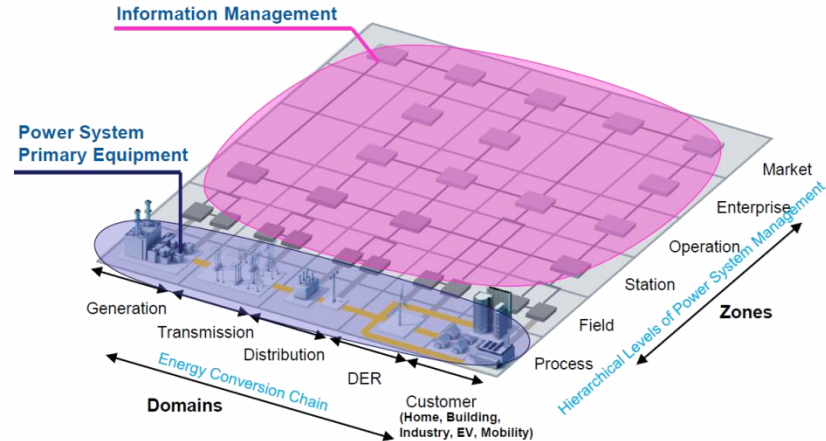 Information Management
Power System
Primary Equipment
Market
Enterprise
Operation
Station
Field
Process
Hierarchical Levels of Power System Management
Zones
Generation
Transmission
Distribution
DER
Customer
(Home, Building,
Industry, EV, Mobility)
Energy Conversion Chain
Domains